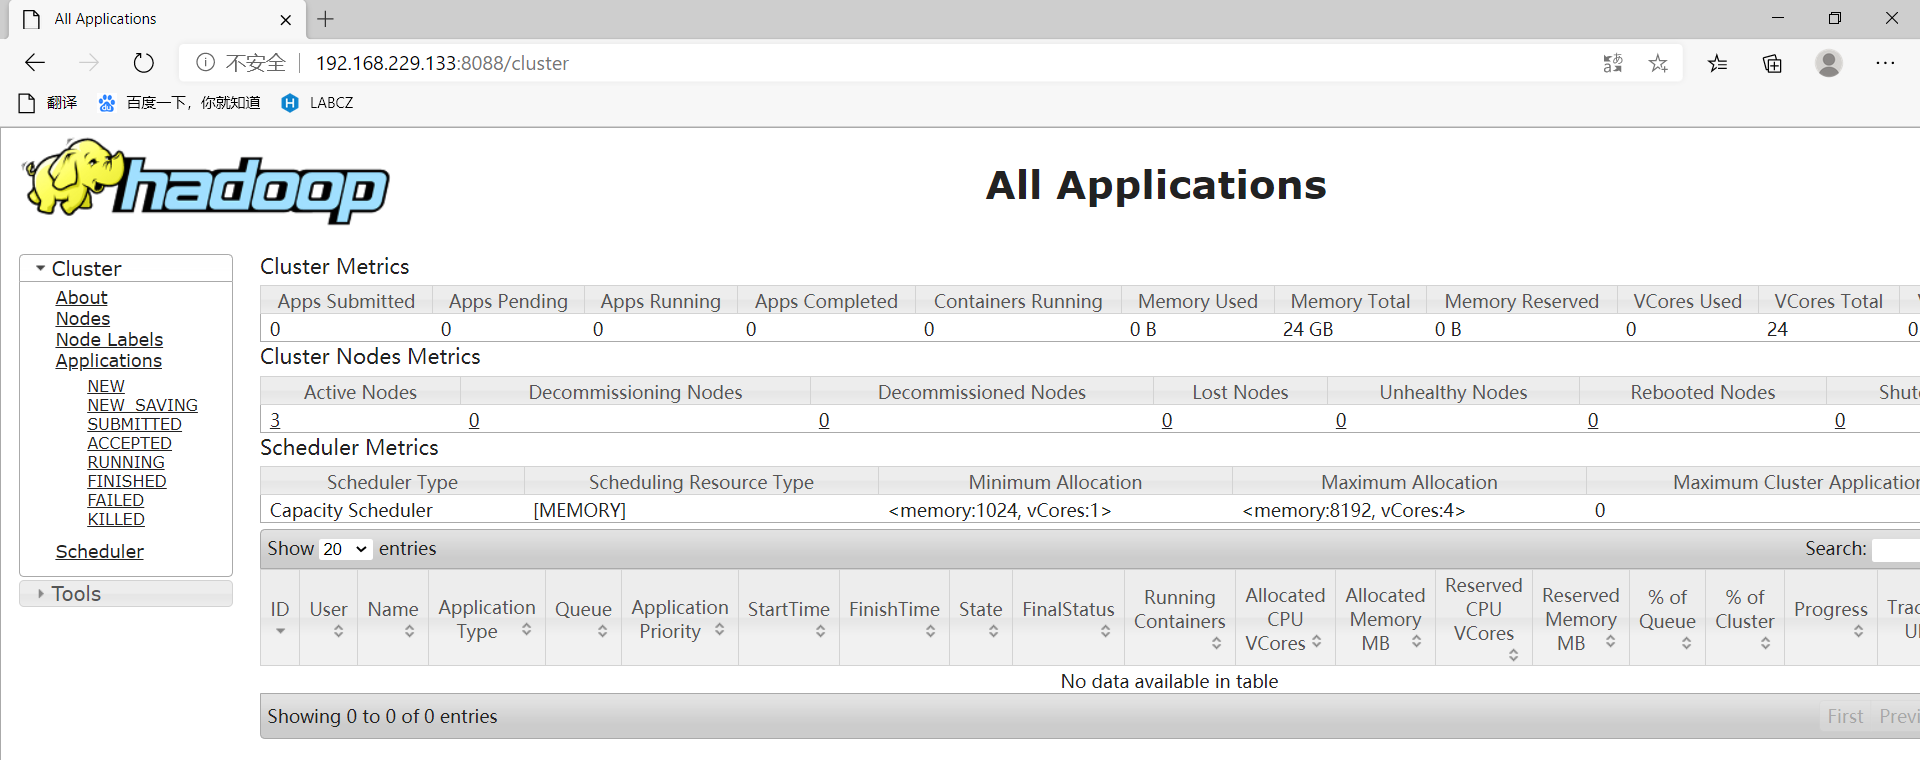 All Applications
不安全 192.168.229.133:8088/cluster
翻译 百度一下，你就知道 LABCZ
hadoop
All Applications
Cluster
About
Nodes
Node Labels
Applications
NEW
NEW_SAVING
SUBMITTED
ACCEPTED
RUNNING
FINISHED
FAILED
KILLED
Scheduler
Tools
Cluster Metrics
Apps Submitted Apps Pending Apps Running Apps Completed Containers Running Memory Used Memory Total Memory Reserved VCores Used VCores Total V
0 0 0 0 0 0 B 24 GB 0 B 0 24 0
Cluster Nodes Metrics
Active Nodes Decommissioning Nodes Decommissioned Nodes Lost Nodes Unhealthy Nodes Rebooted Nodes Shut
3 0 0 0 0 0 0
Scheduler Metrics
Scheduler Type Scheduling Resource Type Minimum Allocation Maximum Allocation Maximum Cluster Application
Capacity Scheduler [MEMORY] <memory:1024, vCores:1> <memory:8192, vCores:4> 0
Show 20 entries Search:
ID User Name Application Type Queue Application Priority StartTime FinishTime State FinalStatus Running Containers Allocated CPU VCores Allocated Memory MB Reserved CPU VCores Reserved Memory MB % of Queue % of Cluster Progress Trac U
No data available in table
Showing 0 to 0 of 0 entries First Previ